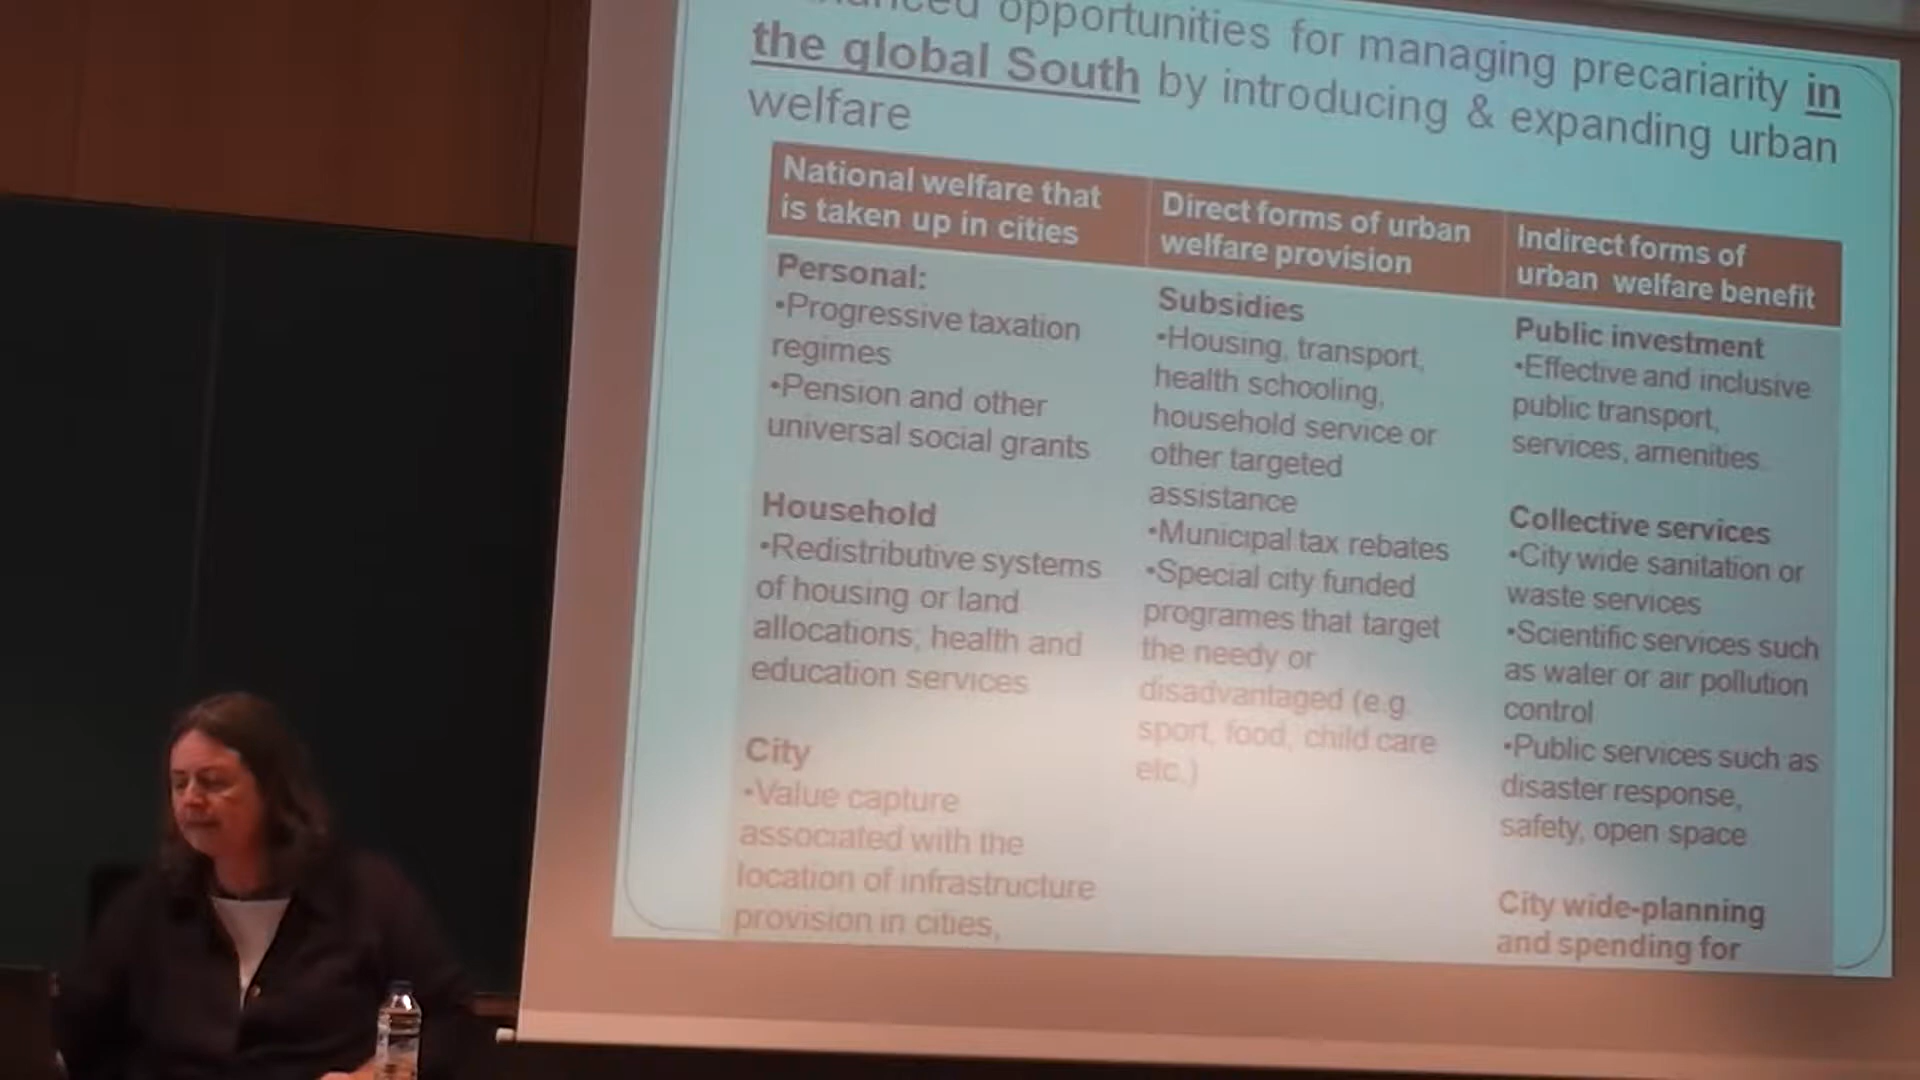 opportunities for managing precariarity in
the global South by introducing & expanding urban
welfare
National welfare that
is taken up in cities
Personal:
•Progressive taxation
regimes
•Pension and other
universal social grants
Household
•Redistributive systems
of housing or land
allocations, health and
education services
City
•Value capture
associated with the
location of infrastructure
provision in cities,
Direct forms of urban
welfare provision
Subsidies
•Housing, transport,
health schooling,
household service or
other targeted
assistance
•Municipal tax rebates
•Special city funded
programes that target
the needy or
disadvantaged (e.g.
sport, food, child care
etc.)
Indirect forms of
urban welfare benefit
Public investment
•Effective and inclusive
public transport,
services, amenities.
Collective services
•City wide sanitation or
waste services
•Scientific services such
as water or air pollution
control
•Public services such as
disaster response,
safety, open space
City wide-planning
and spending for